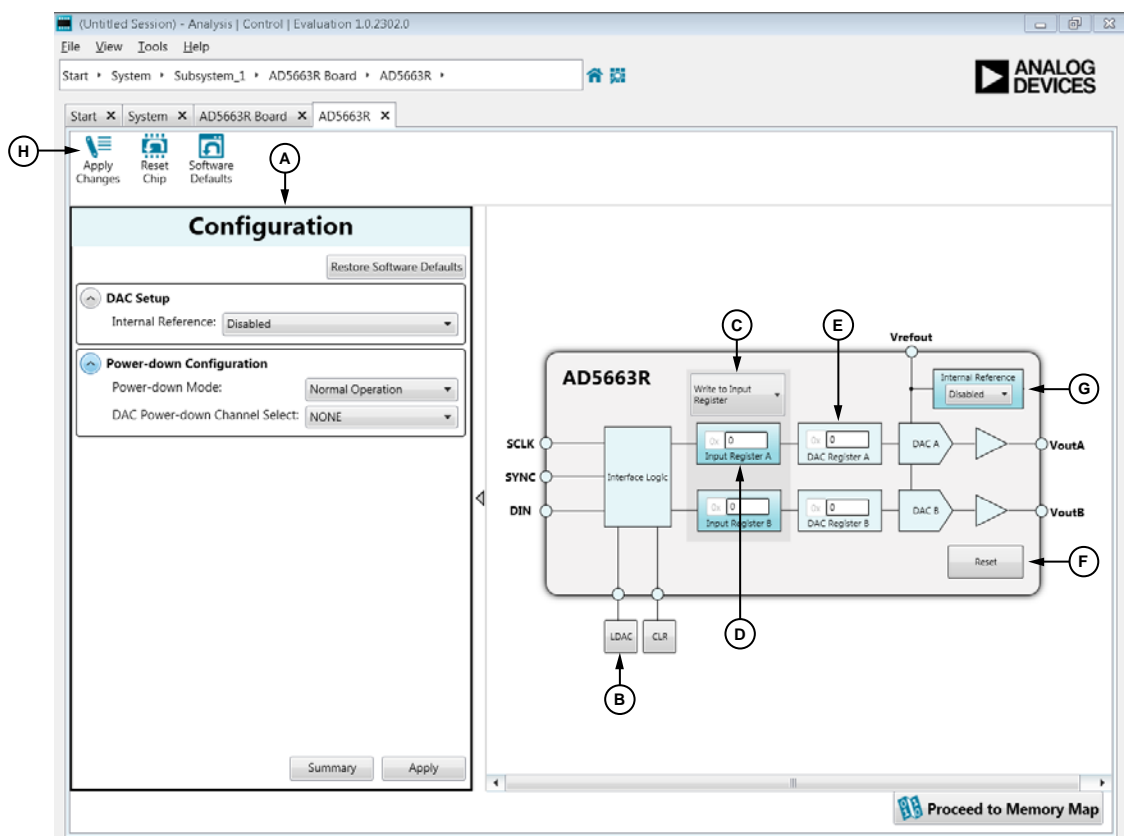 (Untitled Session) - Analysis | Control | Evaluation 1.0.2302.0
File View Tools Help
Start System Subsystem_1 AD5663R Board AD5663R
ANALOG
DEVICES
Start System AD5663R Board AD5663R
H
Apply
Changes
Reset
Chip
Software
Defaults
A
Configuration
Restore Software Defaults
DAC Setup
Internal Reference: Disabled
Power-down Configuration
Power-down Mode: Normal Operation
DAC Power-down Channel Select: NONE
Summary Apply
C
E
Vrefout
AD5663R
Write to Input
Register
Internal Reference
Disabled
G
SCLK
SYNC
DIN
Interface Logic
0x 0
Input Register A
0x 0
DAC Register A
DAC A
VoutA
0x 0
Input Register B
0x 0
DAC Register B
DAC B
VoutB
Reset
F
LDAC
CLR
D
B
Proceed to Memory Map